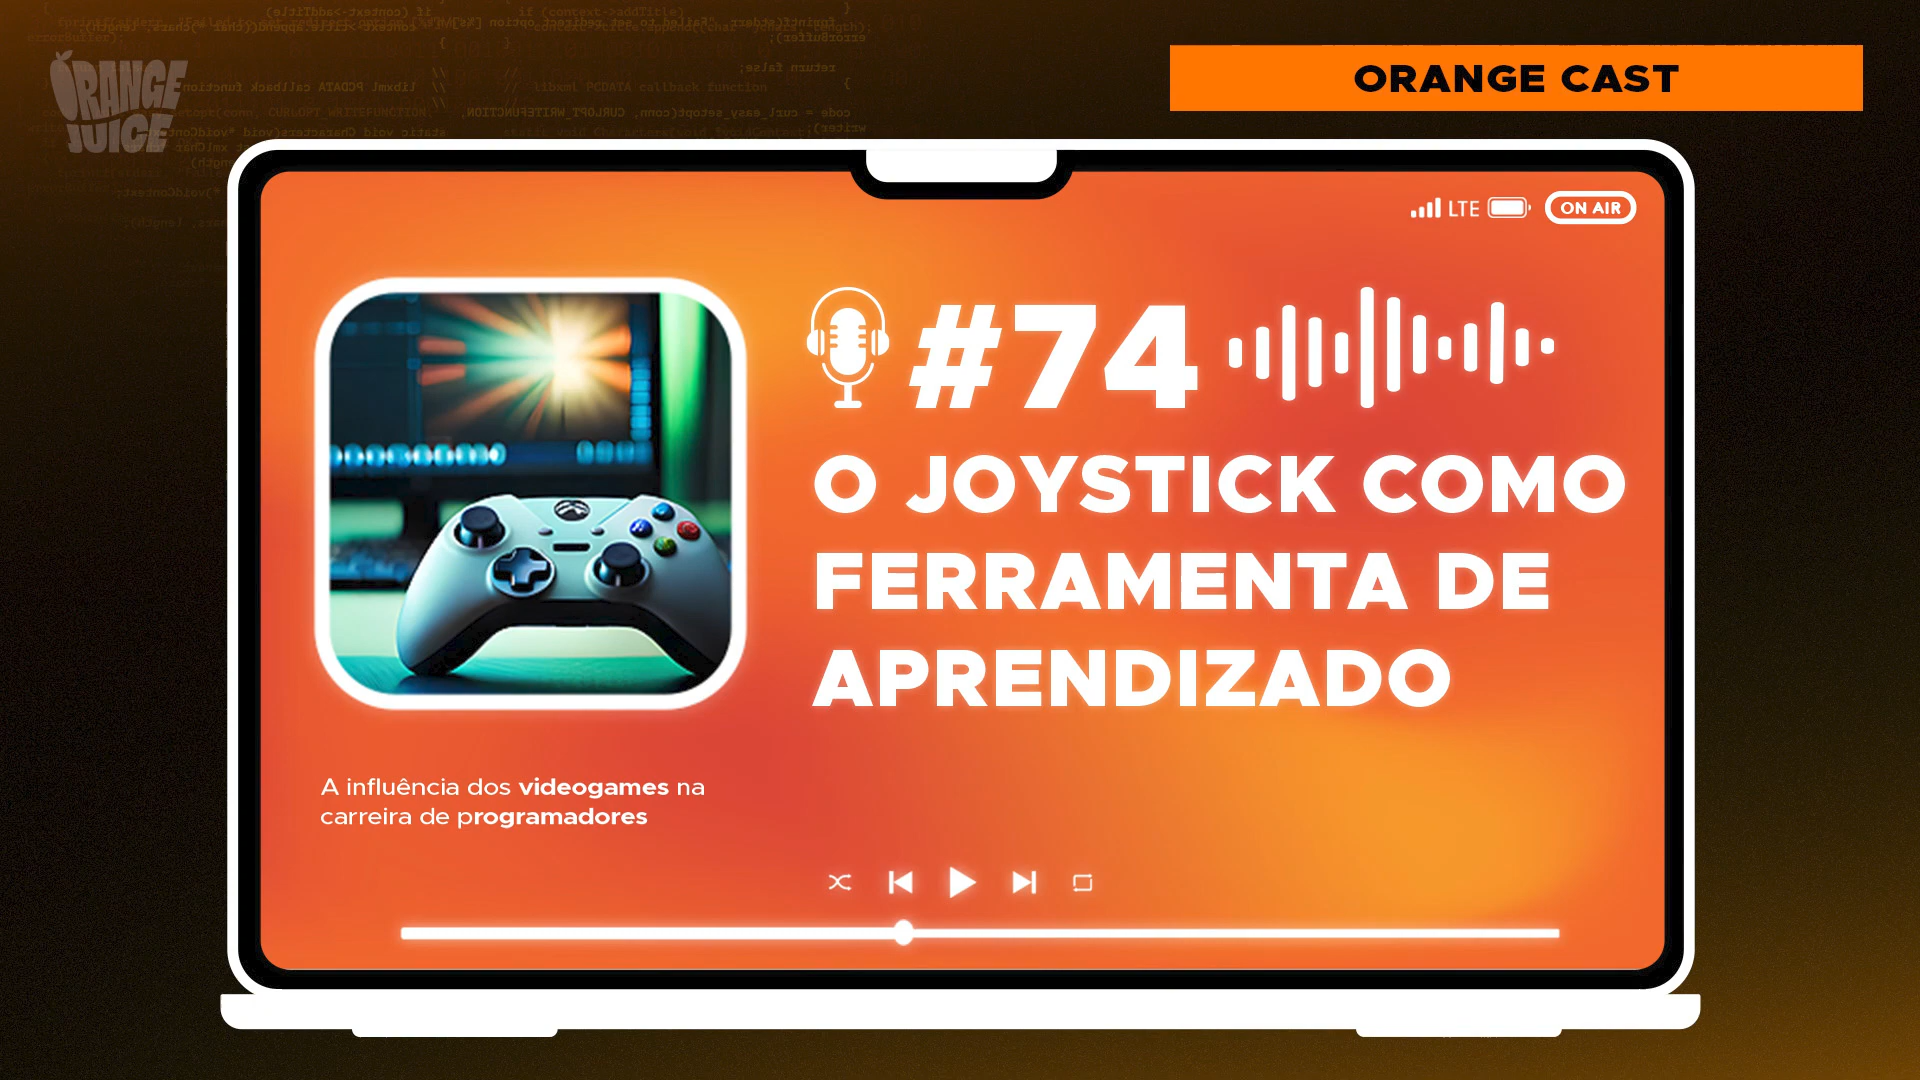 ORANGE
JUICE
ORANGE CAST
LTE
ON AIR
#74
O JOYSTICK COMO
FERRAMENTA DE
APRENDIZADO
A influência dos videogames na
carreira de programadores